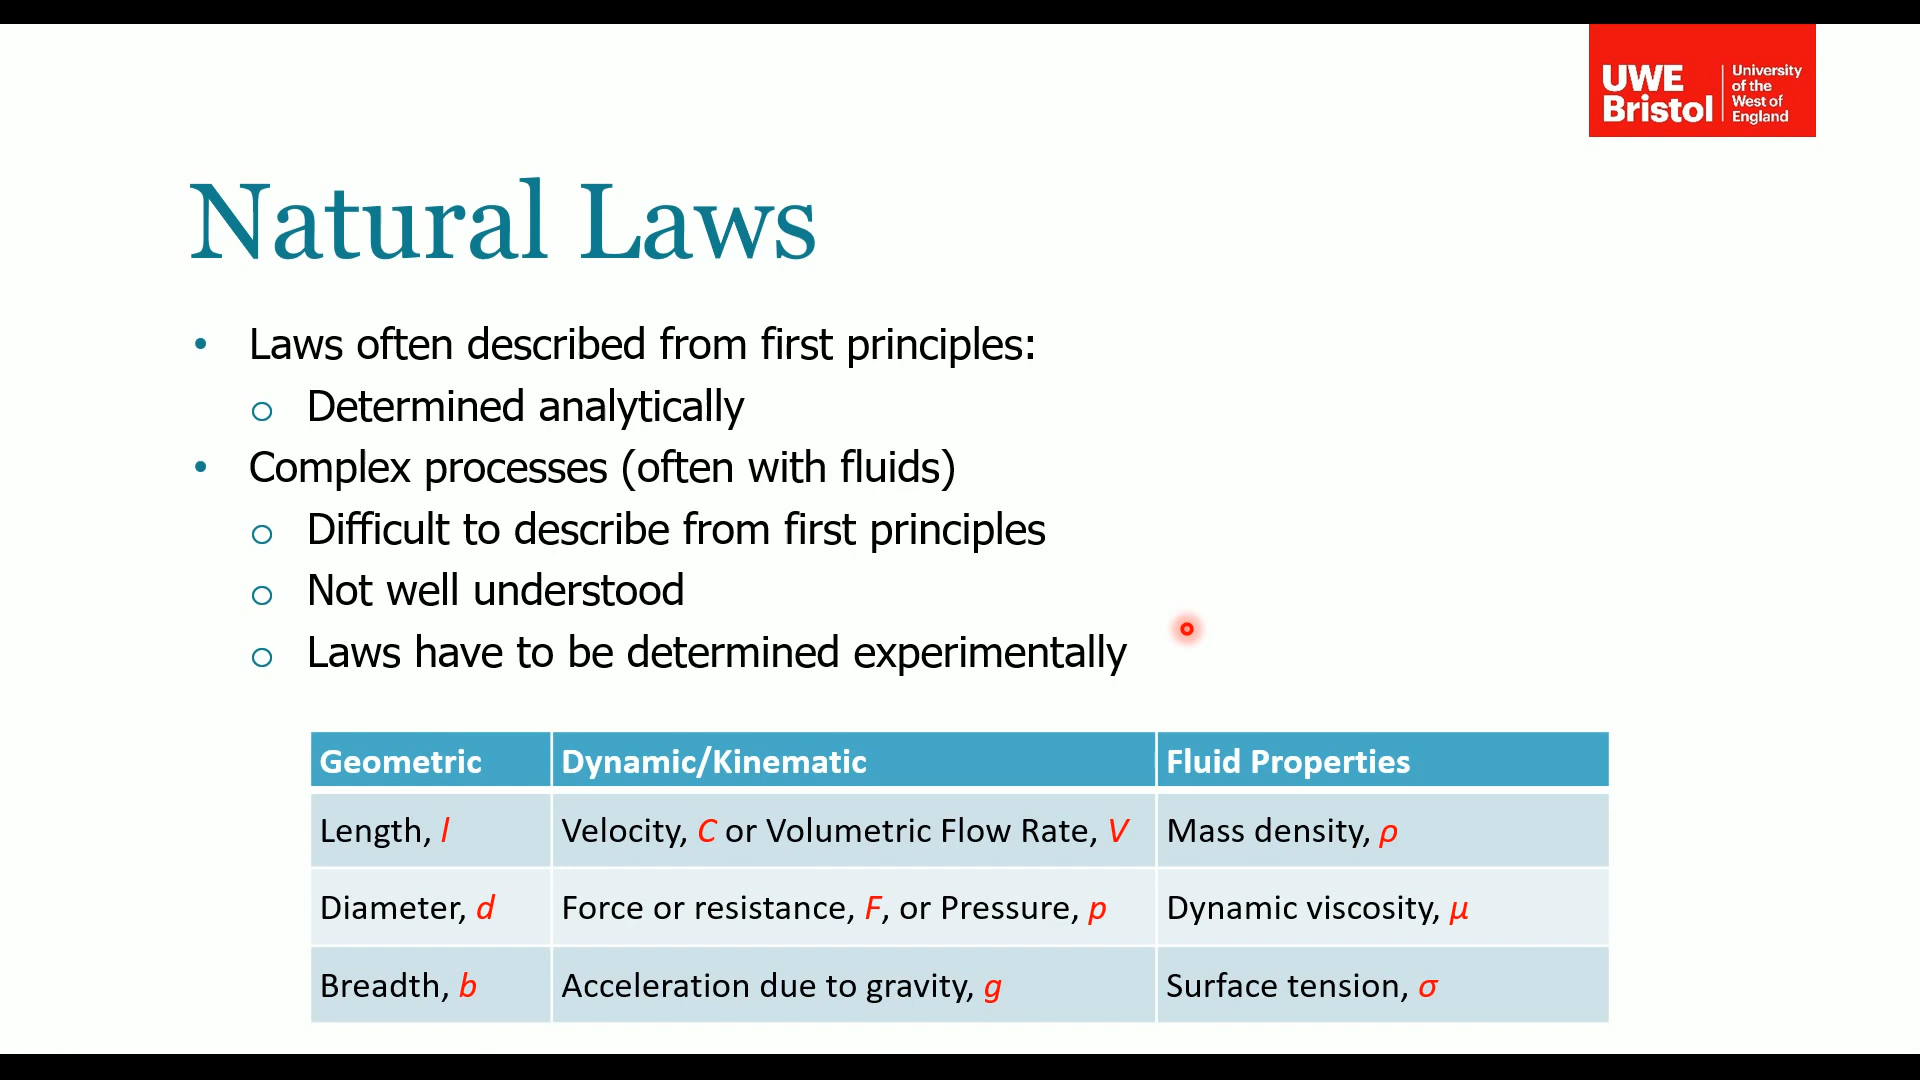 UWE Bristol
University of the West of England
Natural Laws
• Laws often described from first principles:
o Determined analytically
• Complex processes (often with fluids)
o Difficult to describe from first principles
o Not well understood
o Laws have to be determined experimentally
Geometric Dynamic/Kinematic Fluid Properties
Length, l Velocity, C or Volumetric Flow Rate, V Mass density, ρ
Diameter, d Force or resistance, F, or Pressure, p Dynamic viscosity, μ
Breadth, b Acceleration due to gravity, g Surface tension, σ